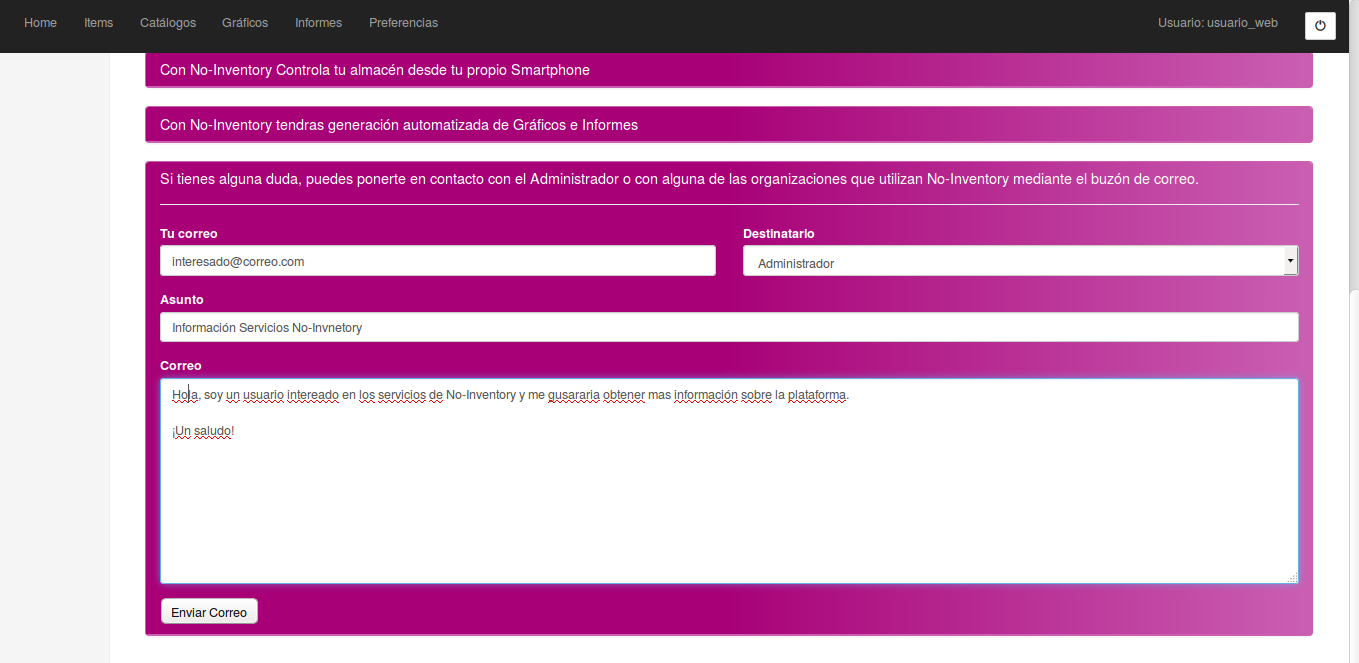 Home Items Catálogos Gráficos Informes Preferencias Usuario: usuario_web
Con No-Inventory Controla tu almacén desde tu propio Smartphone
Con No-Inventory tendras generación automatizada de Gráficos e Informes
Si tienes alguna duda, puedes ponerte en contacto con el Administrador o con alguna de las organizaciones que utilizan No-Inventory mediante el buzón de correo.
Tu correo Destinatario
interesado@correo.com Administrador
Asunto
Información Servicios No-Invnetory
Correo
Hola, soy un usuario intereado en los servicios de No-Inventory y me gusararia obtener mas información sobre la plataforma.
¡Un saludo!
Enviar Correo